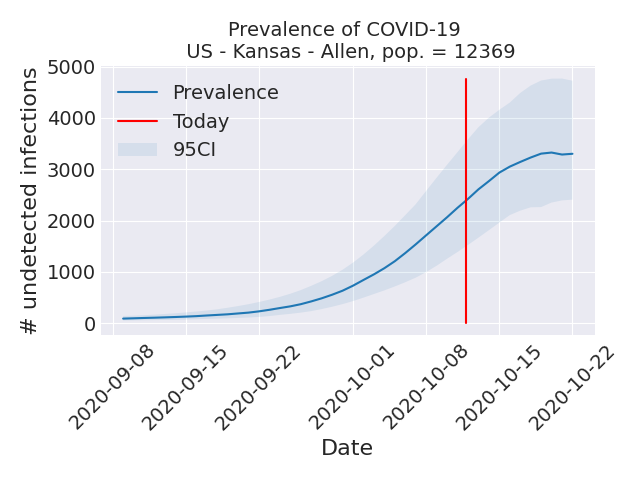 Prevalence of COVID-19
US - Kansas - Allen, pop. = 12369
# undetected infections
5000
4000
3000
2000
1000
0
Prevalence
Today
95CI
2020-09-08
2020-09-15
2020-09-22
2020-10-01
2020-10-08
2020-10-15
2020-10-22
Date